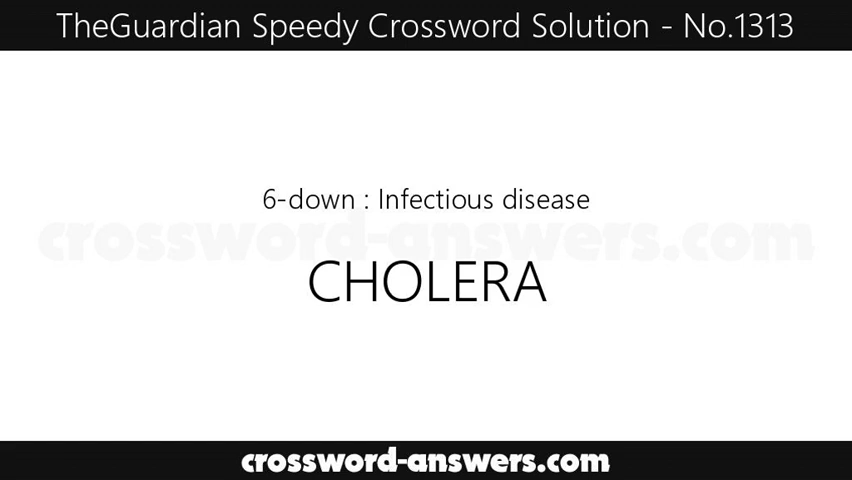 TheGuardian Speedy Crossword Solution - No.1313
6-down : Infectious disease
crossword-answers.com
CHOLERA
crossword-answers.com